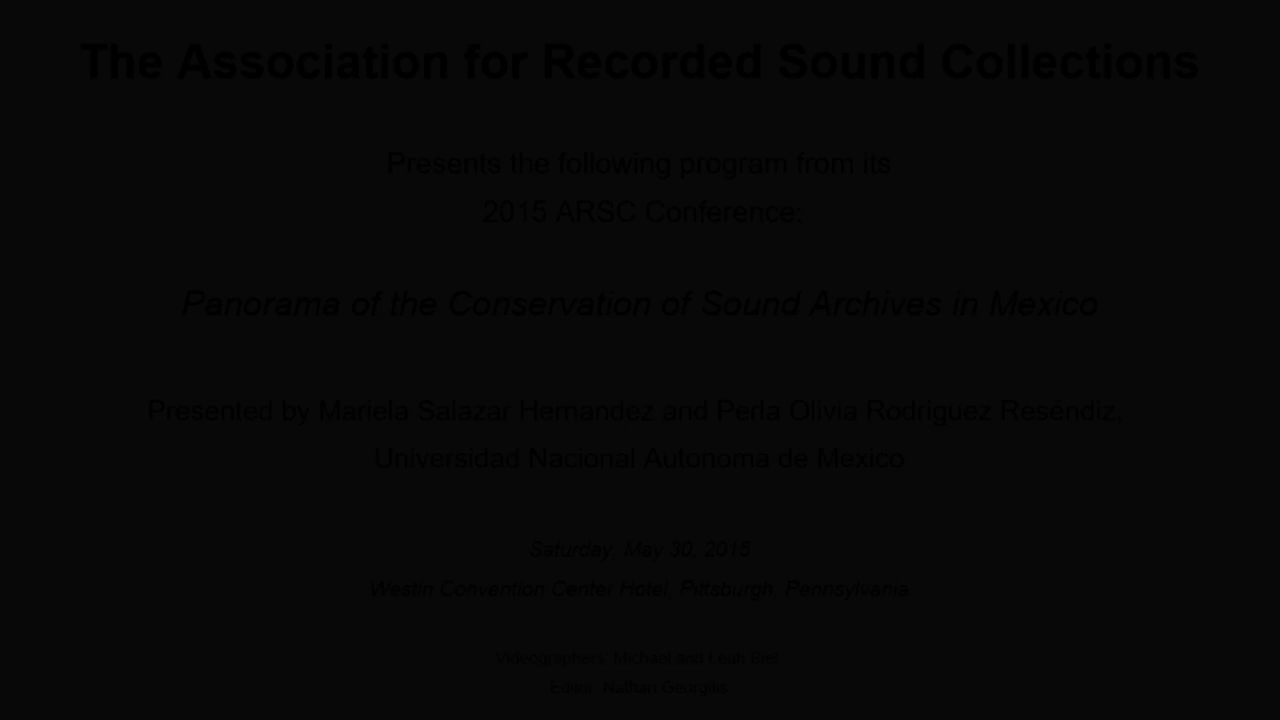 The Association for Recorded Sound Collections
Presents the following program from its
2015 ARSC Conference:
Panorama of the Conservation of Sound Archives in Mexico
Presented by Mariela Salazar Hernandez and Perla Olivia Rodriguez Reséndiz,
Universidad Nacional Autonoma de Mexico
Saturday, May 30, 2015
Westin Convention Center Hotel, Pittsburgh, Pennsylvania
Videographers: Michael and Leah Biel
Editor: Nathan Georgitis